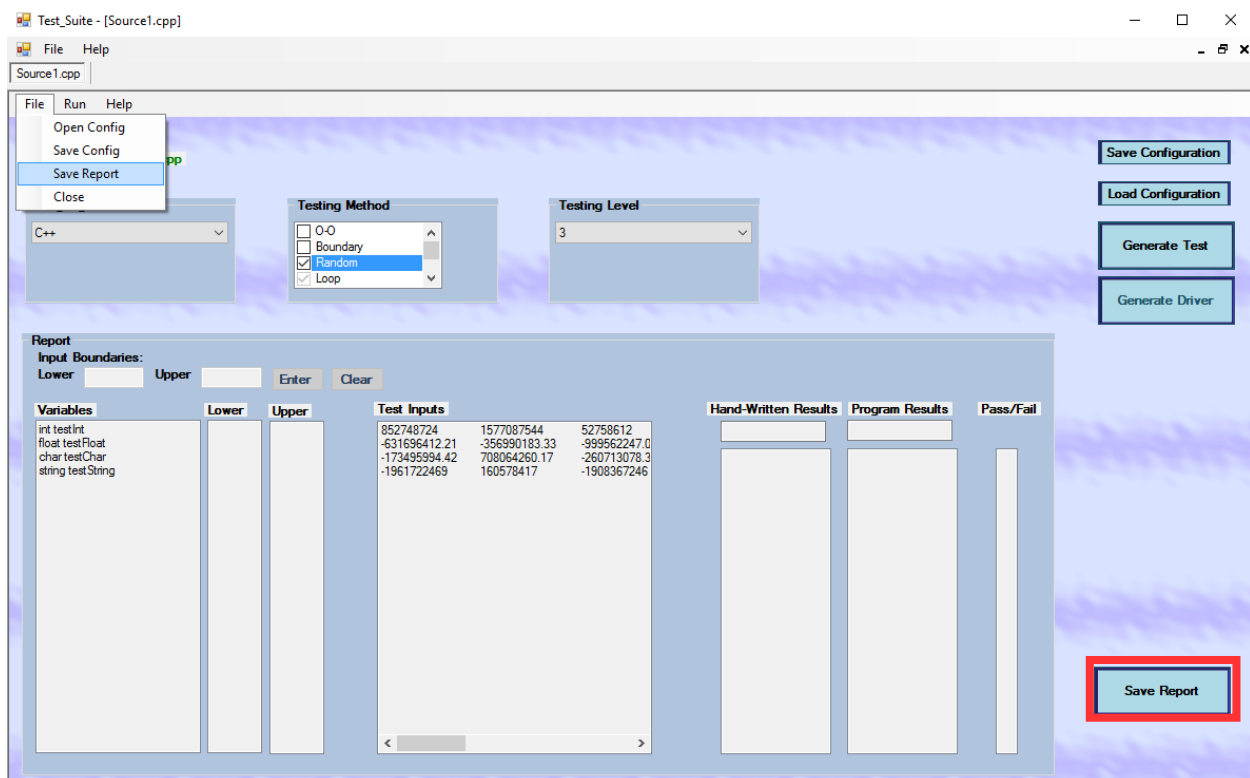 Test_Suite - [Source1.cpp]
File Help
Source1.cpp
File Run Help
Open Config
Save Config
Save Report
Close
pp
Save Configuration
Load Configuration
Generate Test
Generate Driver
C++
Testing Method
O-O
Boundary
Random
Loop
Testing Level
3
Report
Input Boundaries:
Lower Upper Enter Clear
Variables Lower Upper Test Inputs Hand-Written Results Program Results Pass/Fail
int testInt
float testFloat
char testChar
string testString
852748724 1577087544 52758612
-631696412.21 -356990183.33 -999562247.0
-173495994.42 708064260.17 -260713078.3
-1961722469 160578417 -1908367246
Save Report